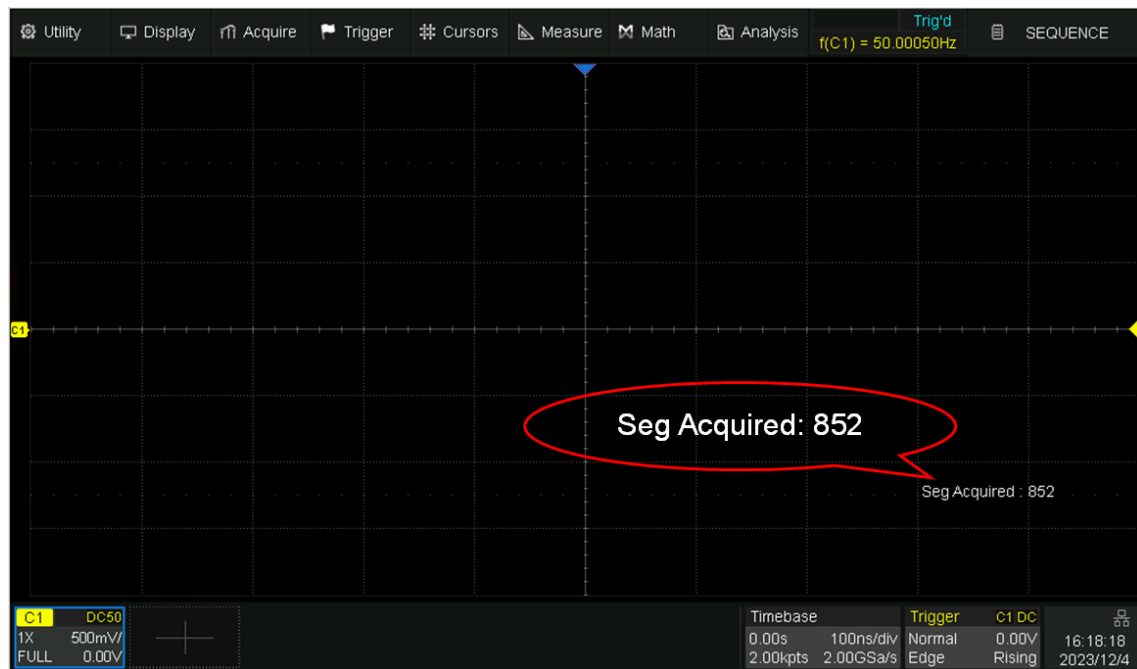 Utility Display Acquire Trigger Cursors Measure Math Analysis
Trig'd
f(C1) = 50.00050Hz
SEQUENCE
C1
Seg Acquired: 852
Seg Acquired : 852
C1 DC50
1X 500mV/
FULL 0.00V
Timebase
0.00s 100ns/div
2.00kpts 2.00GSa/s
Trigger C1 DC
Normal 0.00V
Edge Rising
16:18:18
2023/12/4